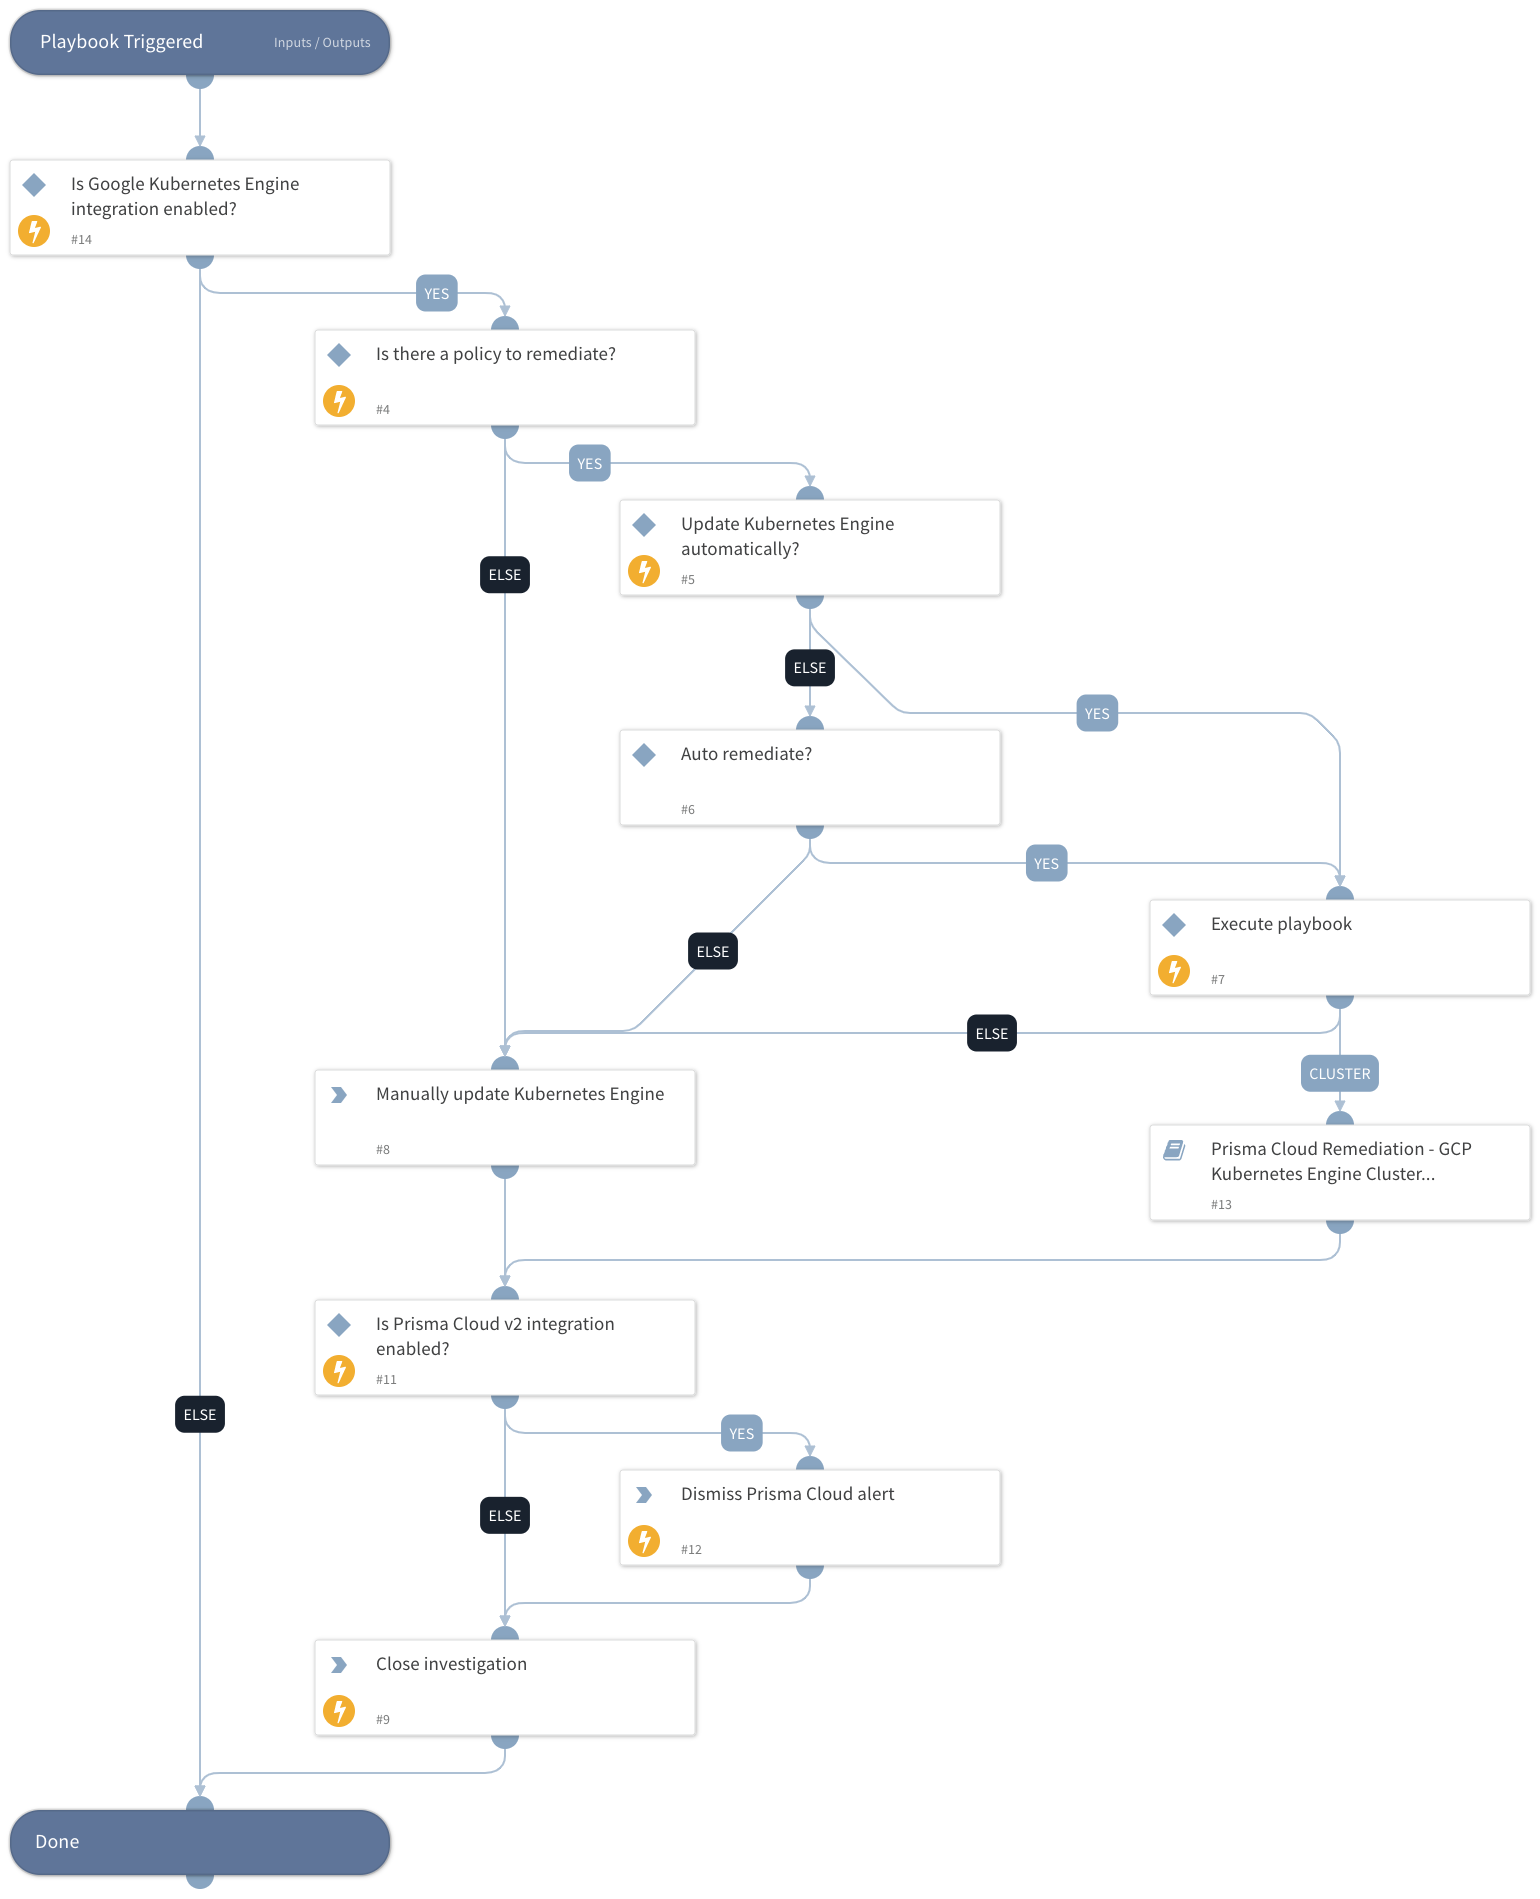 Playbook Triggered
Inputs / Outputs
Is Google Kubernetes Engine
integration enabled?
#14
YES
Is there a policy to remediate?
#4
YES
Update Kubernetes Engine
automatically?
#5
ELSE
ELSE
YES
Auto remediate?
#6
YES
Execute playbook
#7
ELSE
ELSE
CLUSTER
Manually update Kubernetes Engine
#8
Prisma Cloud Remediation - GCP
Kubernetes Engine Cluster...
#13
Is Prisma Cloud v2 integration
enabled?
#11
ELSE
YES
Dismiss Prisma Cloud alert
#12
ELSE
Close investigation
#9
Done